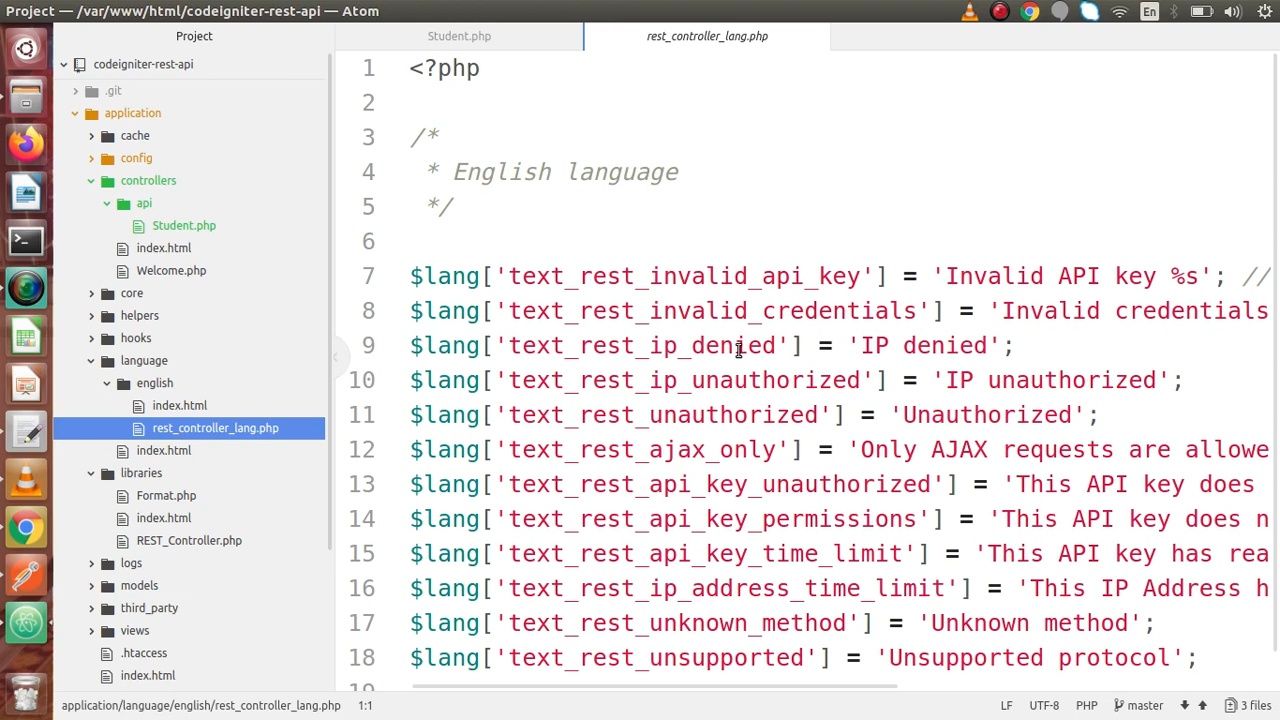 Project — /var/www/html/codeigniter-rest-api — Atom
En
Project
Student.php
rest_controller_lang.php
codeigniter-rest-api
.git
application
cache
config
controllers
api
Student.php
index.html
Welcome.php
core
helpers
hooks
language
english
index.html
rest_controller_lang.php
index.html
libraries
Format.php
index.html
REST_Controller.php
logs
models
third_party
views
.htaccess
index.html
1 <?php
2
3 /*
4 * English language
5 */
6
7 $lang['text_rest_invalid_api_key'] = 'Invalid API key %s'; //
8 $lang['text_rest_invalid_credentials'] = 'Invalid credentials
9 $lang['text_rest_ip_denied'] = 'IP denied';
10 $lang['text_rest_ip_unauthorized'] = 'IP unauthorized';
11 $lang['text_rest_unauthorized'] = 'Unauthorized';
12 $lang['text_rest_ajax_only'] = 'Only AJAX requests are allowe
13 $lang['text_rest_api_key_unauthorized'] = 'This API key does
14 $lang['text_rest_api_key_permissions'] = 'This API key does n
15 $lang['text_rest_api_key_time_limit'] = 'This API key has rea
16 $lang['text_rest_ip_address_time_limit'] = 'This IP Address h
17 $lang['text_rest_unknown_method'] = 'Unknown method';
18 $lang['text_rest_unsupported'] = 'Unsupported protocol';
19
application/language/english/rest_controller_lang.php 1:1 LF UTF-8 PHP master 3 files